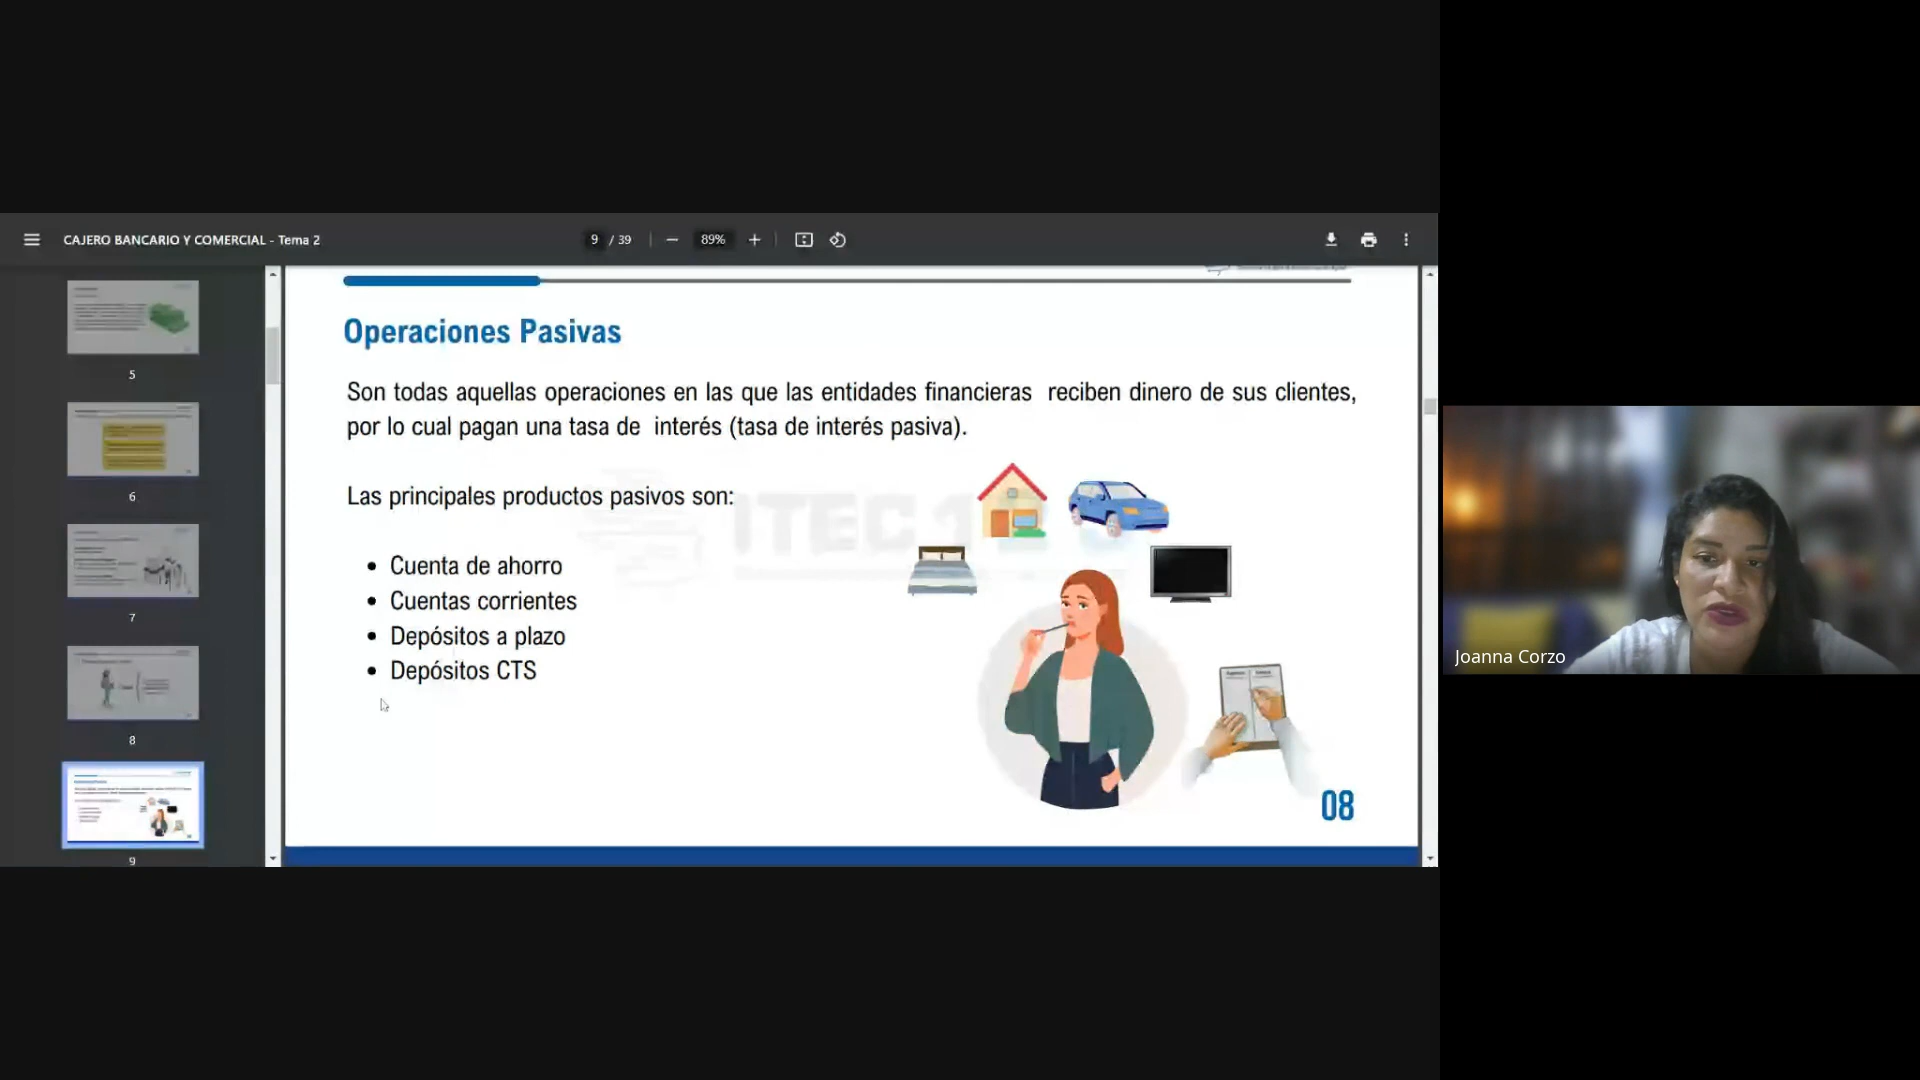 CAJERO BANCARIO Y COMERCIAL - Tema 2
9 / 39
89%
5
6
7
8
9
Operaciones Pasivas
Son todas aquellas operaciones en las que las entidades financieras reciben dinero de sus clientes,
por lo cual pagan una tasa de interés (tasa de interés pasiva).
Las principales productos pasivos son:
• Cuenta de ahorro
• Cuentas corrientes
• Depósitos a plazo
• Depósitos CTS
ITEC
08
Joanna Corzo